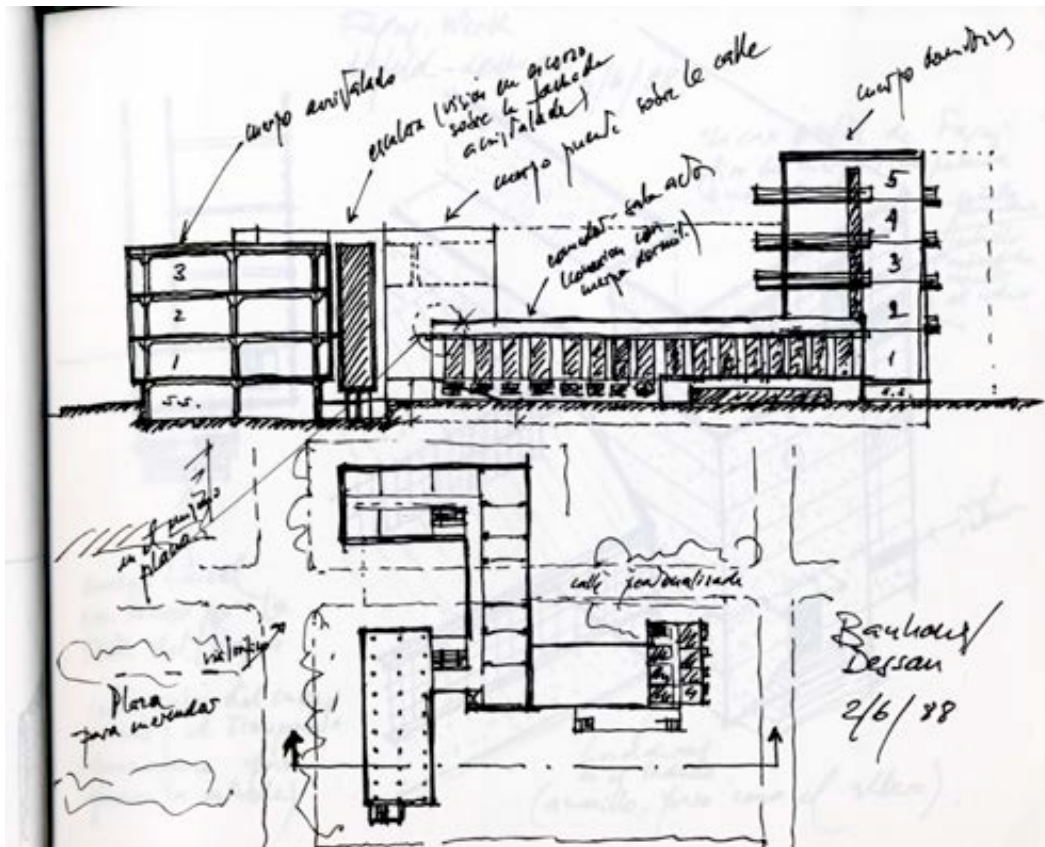 cuerpo acristalado
escalera (visión en escorzo
sobre la fachada
acristalada)
cuerpo puente sobre la calle
comedor-sala actos
(conexión con
cuerpo dormit.)
cuerpo dormitorios
3
2
1
s.s.
5
4
3
2
1
s.s.
calle peatonalizada
Plaza
para mercados
Bauhaus/
Dessau
2/6/88